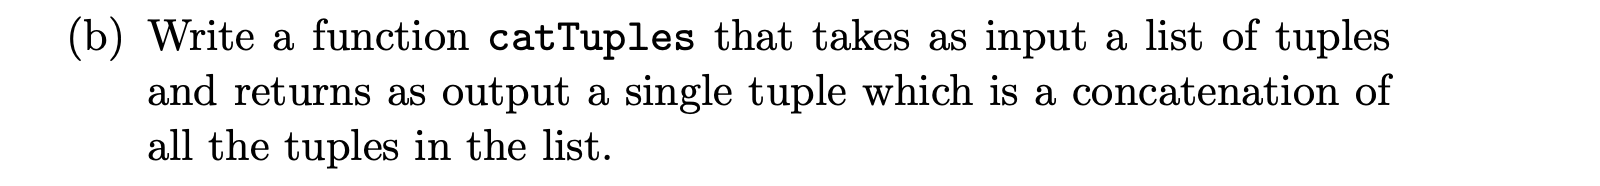 (b) Write a function catTuples that takes as input a list of tuples
and returns as output a single tuple which is a concatenation of
all the tuples in the list.